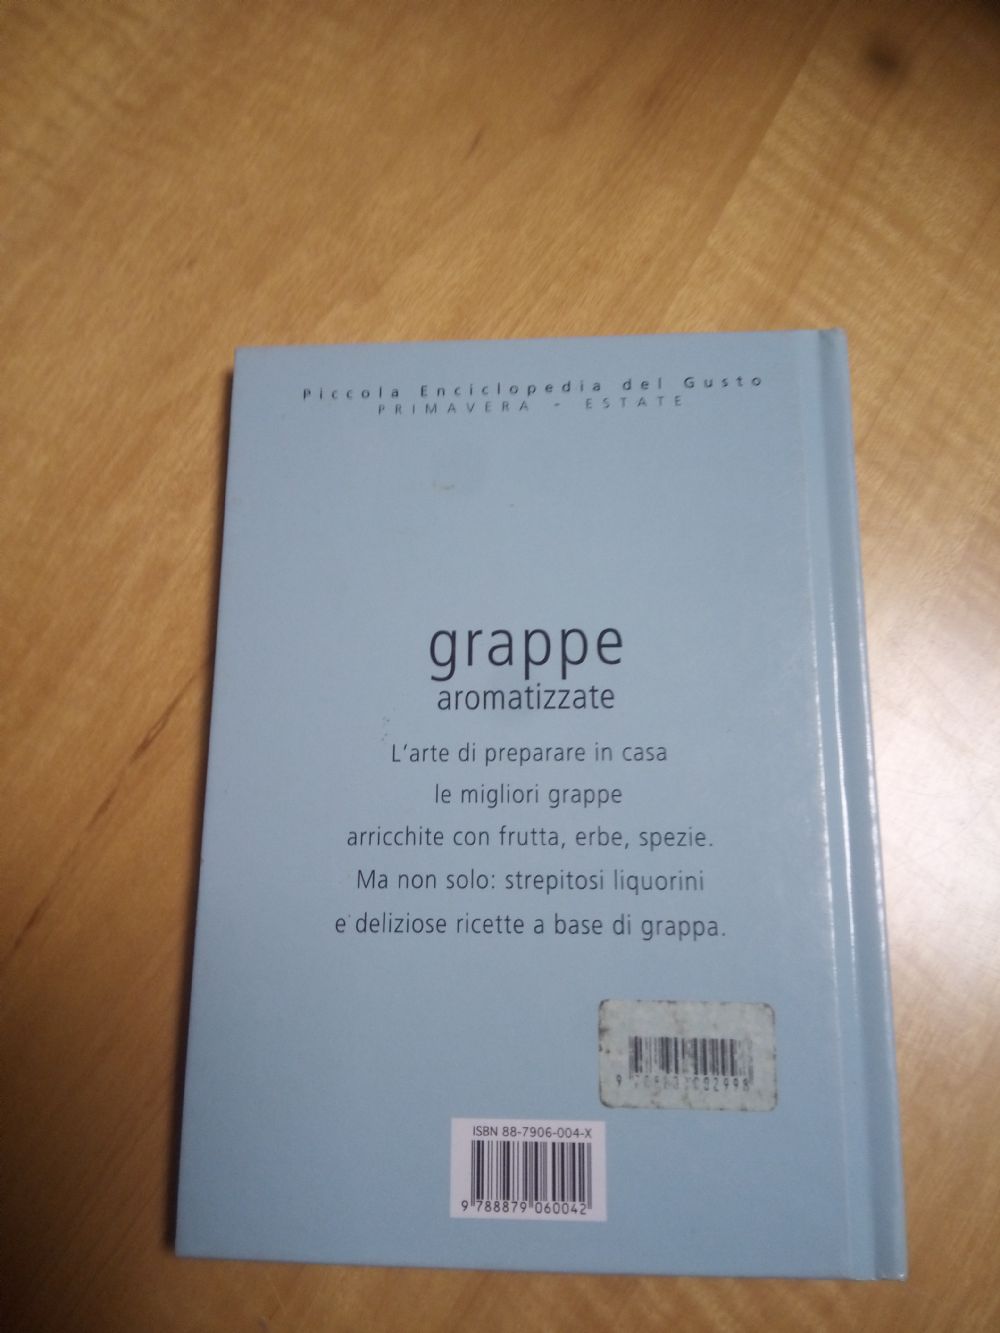 Piccola Enciclopedia del Gusto
PRIMAVERA - ESTATE
grappe
aromatizzate
L'arte di preparare in casa
le migliori grappe
arricchite con frutta, erbe, spezie.
Ma non solo: strepitosi liquorini
e deliziose ricette a base di grappa.
ISBN 88-7906-004-X
9 788879 060042